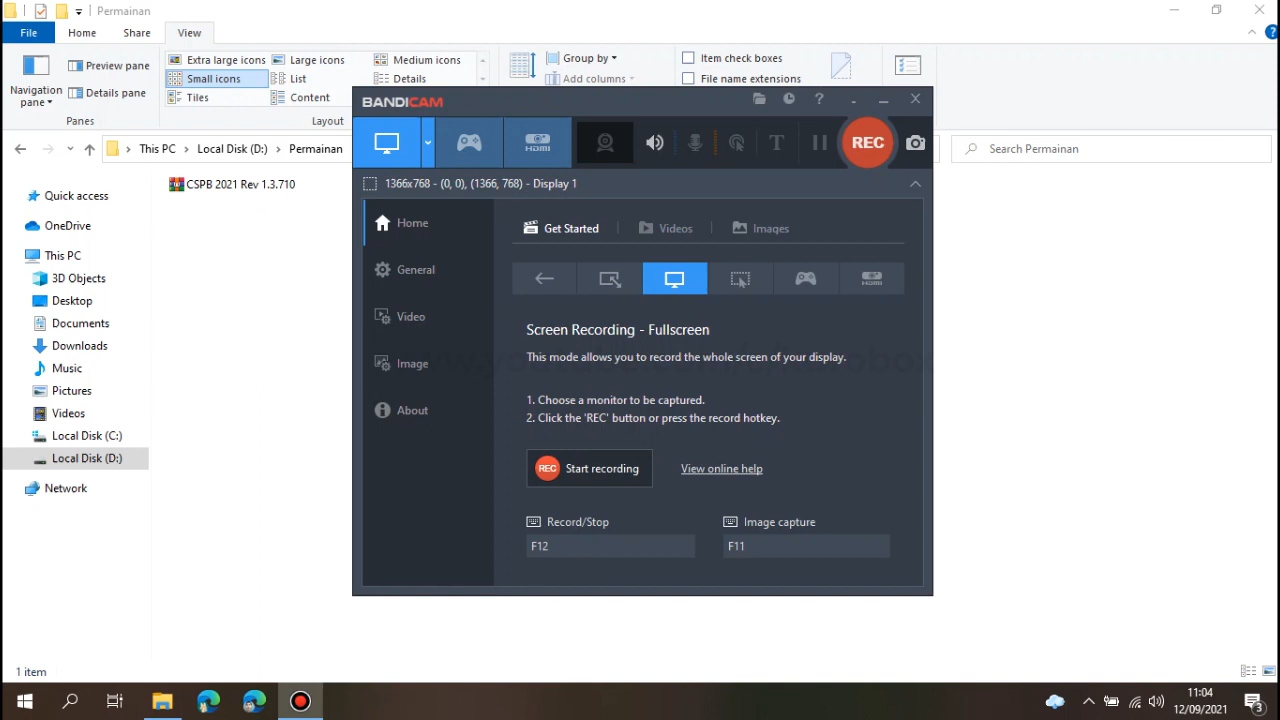 Permainan
File
Home
Share
View
Extra large icons
Large icons
Medium icons
Small icons
List
Details
Tiles
Content
Layout
Preview pane
Details pane
Navigation
pane
Panes
Group by
Add columns
Item check boxes
File name extensions
This PC
Local Disk (D:)
Permainan
Search Permainan
Quick access
OneDrive
This PC
3D Objects
Desktop
Documents
Downloads
Music
Pictures
Videos
Local Disk (C:)
Local Disk (D:)
Network
CSPB 2021 Rev 1.3.710
BANDICAM
HDMI
T
REC
1366x768 - (0, 0), (1366, 768) - Display 1
Home
General
Video
Image
About
Get Started
Videos
Images
HDMI
Screen Recording - Fullscreen
This mode allows you to record the whole screen of your display.
1. Choose a monitor to be captured.
2. Click the 'REC' button or press the record hotkey.
REC
Start recording
View online help
Record/Stop
Image capture
F12
F11
1 item
11:04
12/09/2021
3